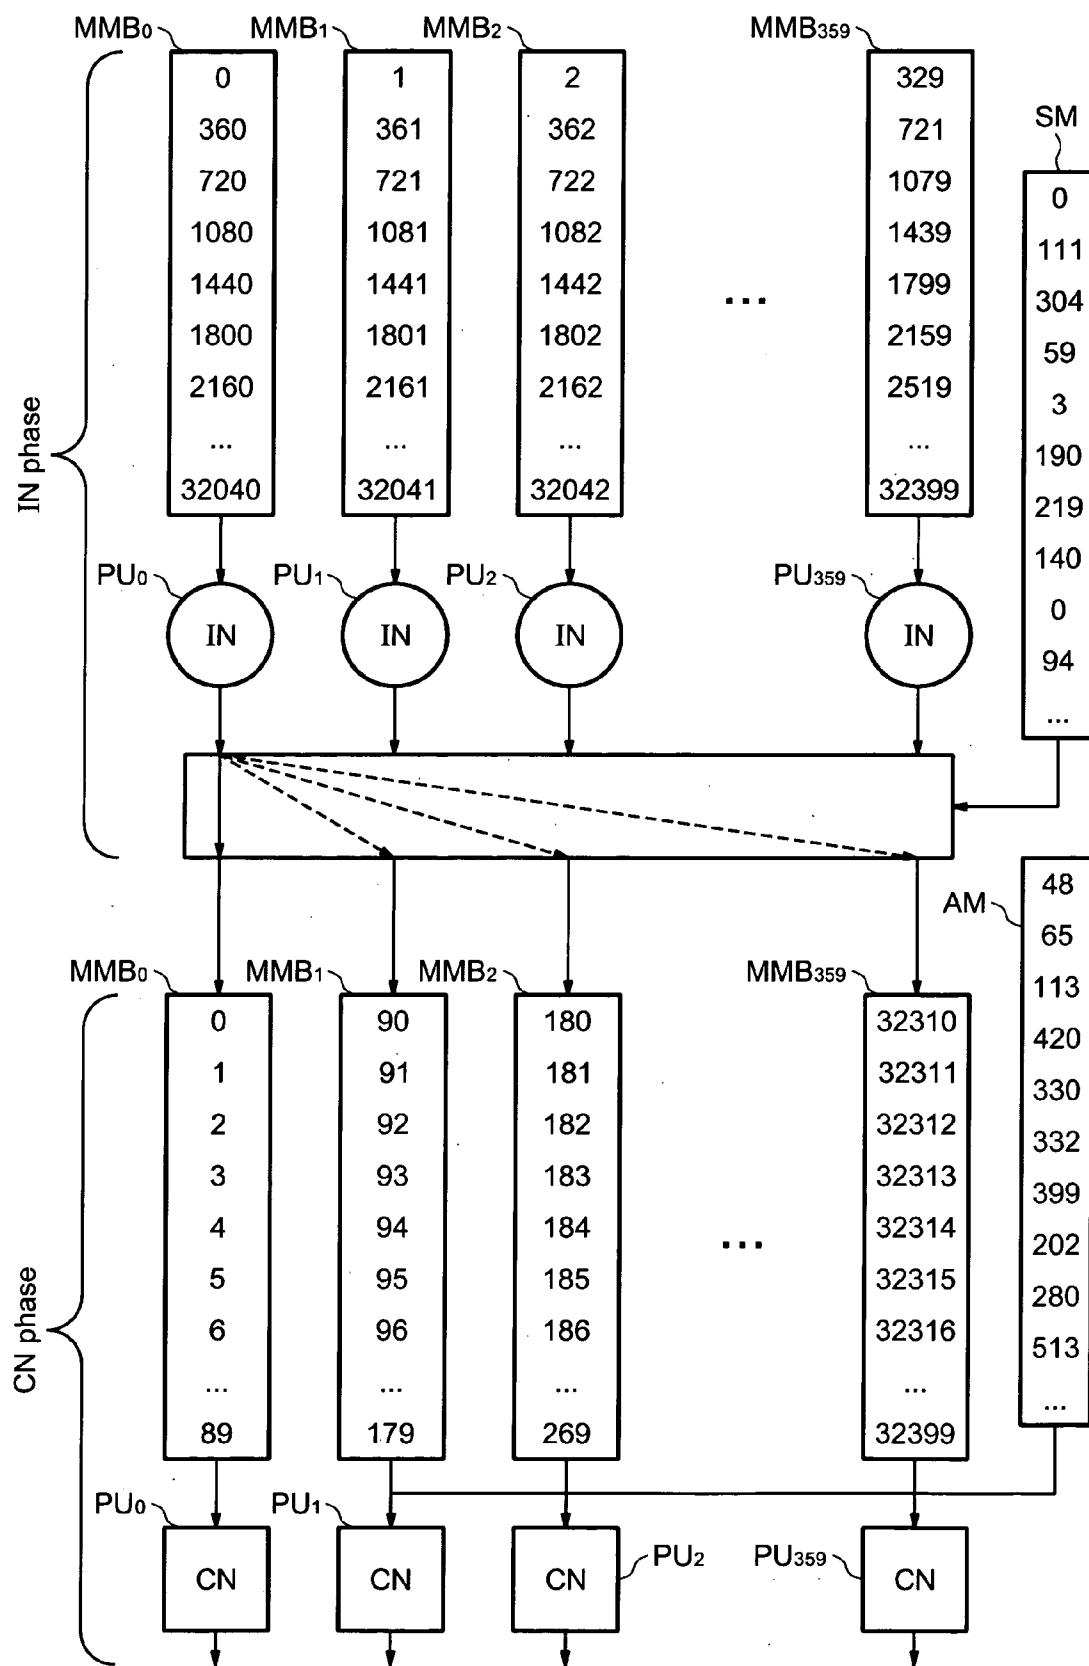 MMB0 MMB1 MMB2 MMB359
0 1 2 329
360 361 362 721
720 721 722 1079
1080 1081 1082 1439
1440 1441 1442 1799
1800 1801 1802 2159
2160 2161 2162 2519
... ... ... ...
32040 32041 32042 32399
...
IN phase
SM
0
111
304
59
3
190
219
140
0
94
...
PU0 PU1 PU2 PU359
IN IN IN IN
AM
48
65
113
420
330
332
399
202
280
513
...
MMB0 MMB1 MMB2 MMB359
0 90 180 32310
1 91 181 32311
2 92 182 32312
3 93 183 32313
4 94 184 32314
5 95 185 32315
6 96 186 32316
... ... ... ...
89 179 269 32399
...
CN phase
PU0 PU1 PU2 PU359
CN CN CN CN